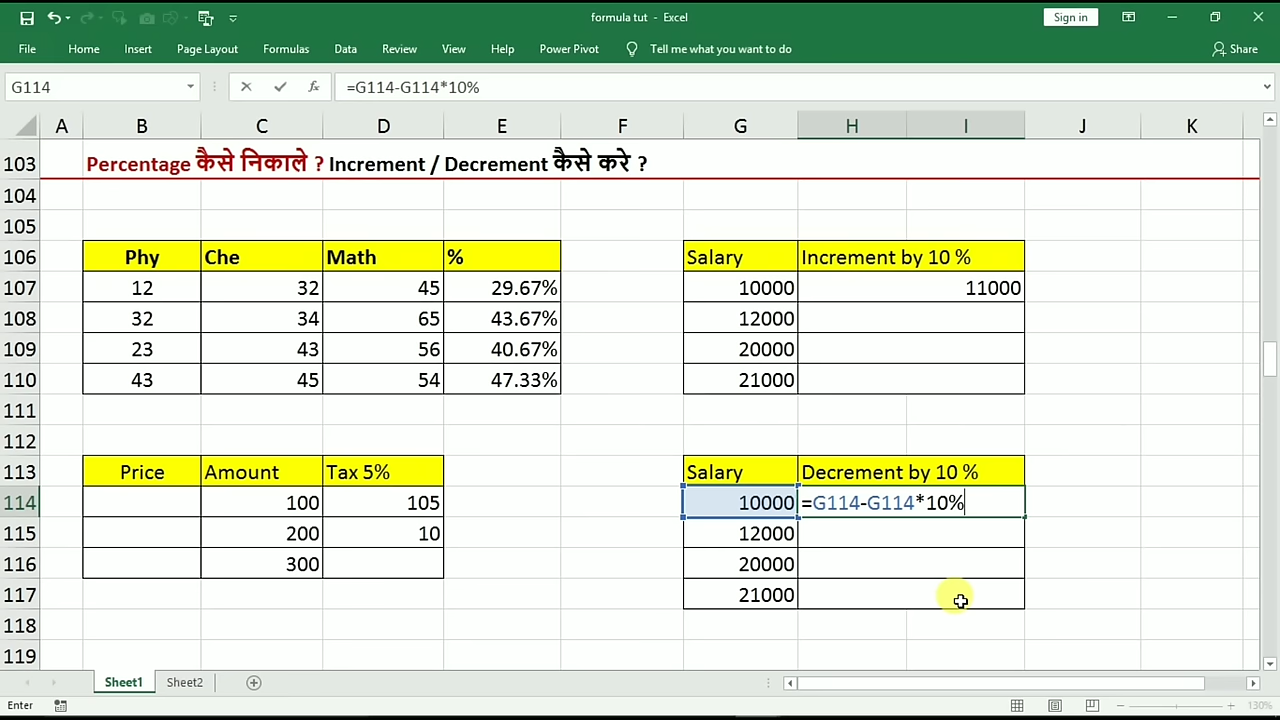 formula tut - Excel
Sign in
File Home Insert Page Layout Formulas Data Review View Help Power Pivot Tell me what you want to do Share
G114 fx =G114-G114*10%
A B C D E F G H I J K
103 Percentage कैसे निकाले ? Increment / Decrement कैसे करे ?
104
105
106 Phy Che Math % Salary Increment by 10 %
107 12 32 45 29.67% 10000 11000
108 32 34 65 43.67% 12000
109 23 43 56 40.67% 20000
110 43 45 54 47.33% 21000
111
112
113 Price Amount Tax 5% Salary Decrement by 10 %
114 100 105 10000 =G114-G114*10%
115 200 10 12000
116 300 20000
117 21000
118
119
Sheet1 Sheet2
Enter 130%